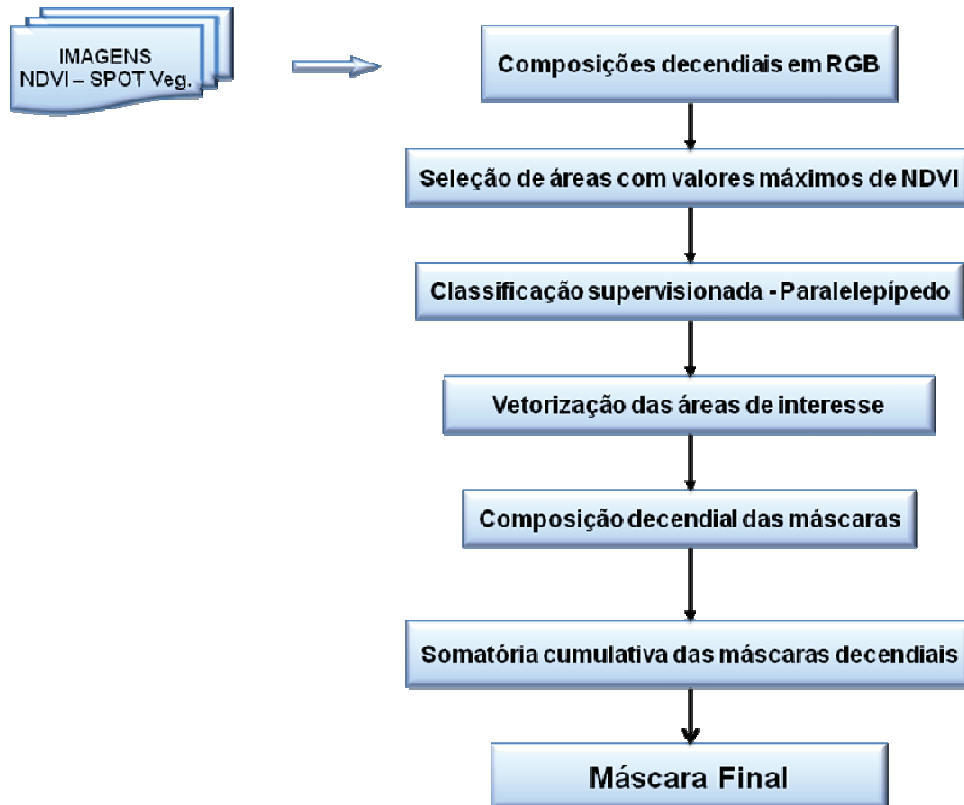 IMAGENS
NDVI – SPOT Veg.
Composições decendiais em RGB
Seleção de áreas com valores máximos de NDVI
Classificação supervisionada - Paralelepípedo
Vetorização das áreas de interesse
Composição decendial das máscaras
Somatória cumulativa das máscaras decendiais
Máscara Final